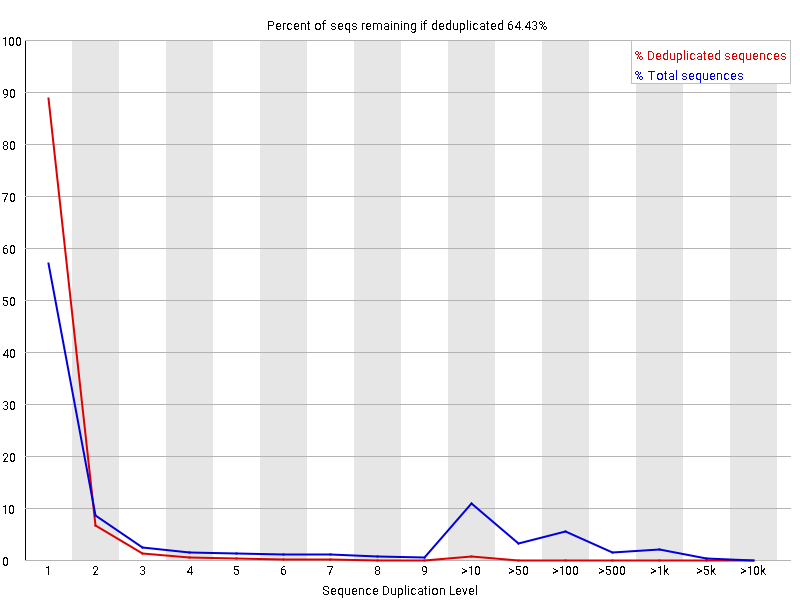 Percent of seqs remaining if deduplicated 64.43%
% Deduplicated sequences
% Total sequences
100
90
80
70
60
50
40
30
20
10
0
1 2 3 4 5 6 7 8 9 >10 >50 >100 >500 >1k >5k >10k
Sequence Duplication Level